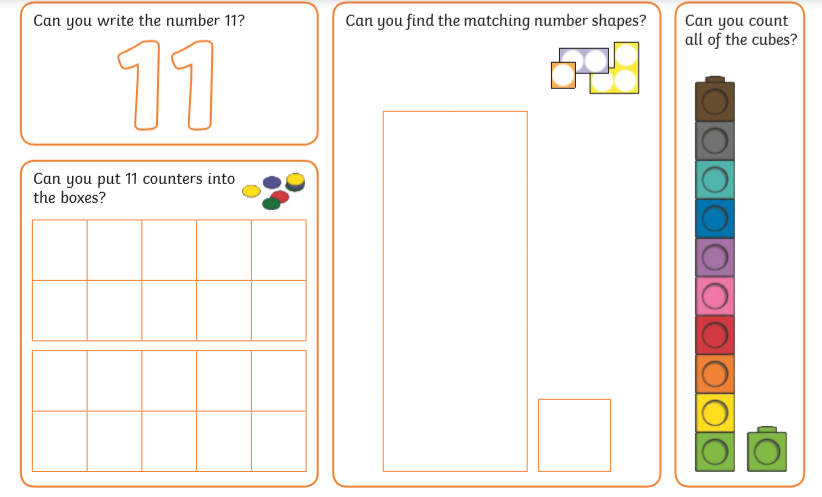 Can you write the number 11?
11
Can you put 11 counters into
the boxes?
Can you find the matching number shapes?
Can you count
all of the cubes?